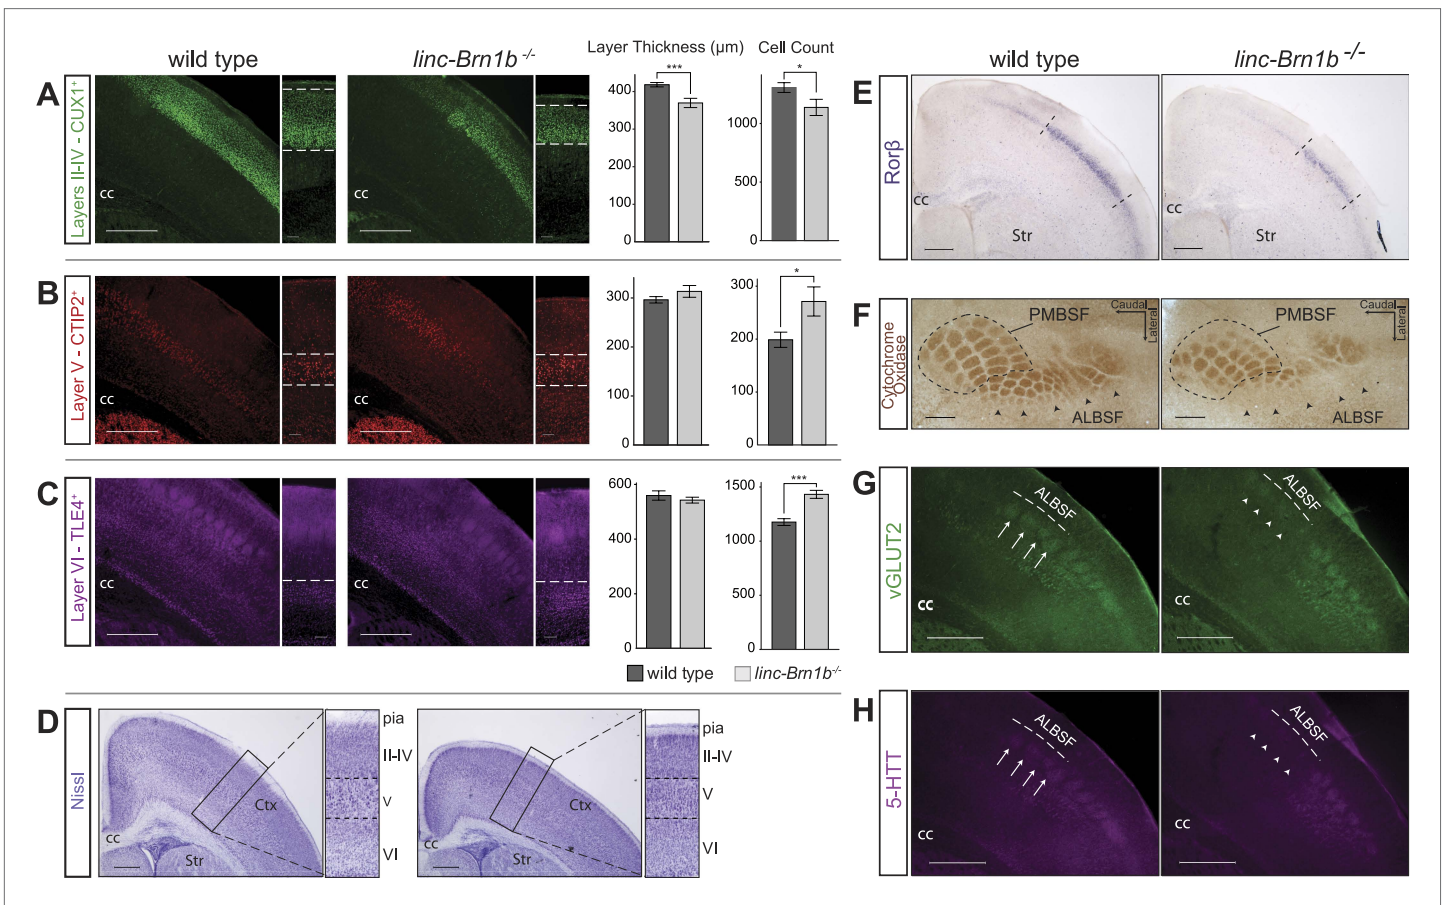 wild type
linc-Brn1b -/-
Layer Thickness (µm)
Cell Count
A
Layers II-IV - CUX1+
cc
cc
***
400
300
200
100
0
*
1000
500
0
B
Layer V - CTIP2+
cc
cc
300
200
100
0
*
300
200
100
0
C
Layer VI - TLE4+
cc
cc
600
400
200
0
***
1500
1000
500
0
wild type
linc-Brn1b-/-
D
Nissl
cc
Str
Ctx
pia
II-IV
V
VI
cc
Str
Ctx
pia
II-IV
V
VI
wild type
linc-Brn1b -/-
E
Rorβ
cc
Str
cc
Str
F
Cytochrome
Oxidase
PMBSF
Caudal
Lateral
ALBSF
PMBSF
Caudal
Lateral
ALBSF
G
vGLUT2
ALBSF
cc
ALBSF
cc
H
5-HTT
ALBSF
cc
ALBSF
cc